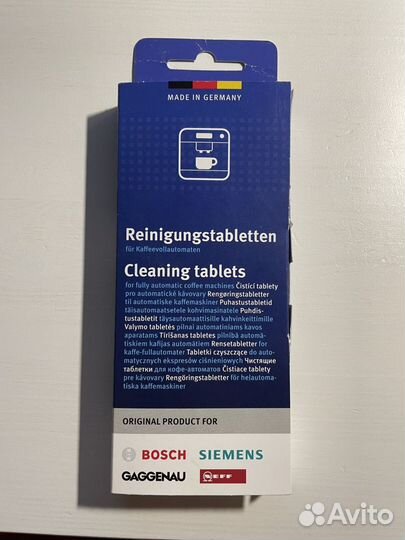 MADE IN GERMANY
Reinigungstabletten
für Kaffeevollautomaten
Cleaning tablets
for fully automatic coffee machines Čisticí tablety
pro automatické kávovary Rengøringstabletter
til automatiske kaffemaskiner Puhastustabletid
täisautomaatsetele kohvimasinatele Puhdis-
tustabletit täysautomaattisille kahvinkeittimille
Valymo tabletės pilnai automatiniams kavos
aparatams Tīrīšanas tabletes pilnībā automā-
tiskiem kafijas automātiem Rensetabletter for
kaffe-fullautomater Tabletki czyszczące do auto-
matycznych ekspresów ciśnieniowych Чистящие
таблетки для кофе-автоматов Čistiace tablety
pre kávovary Rengöringstabletter för helautoma-
tiska kaffemaskiner
ORIGINAL PRODUCT FOR
BOSCH SIEMENS
GAGGENAU NEFF
Avito